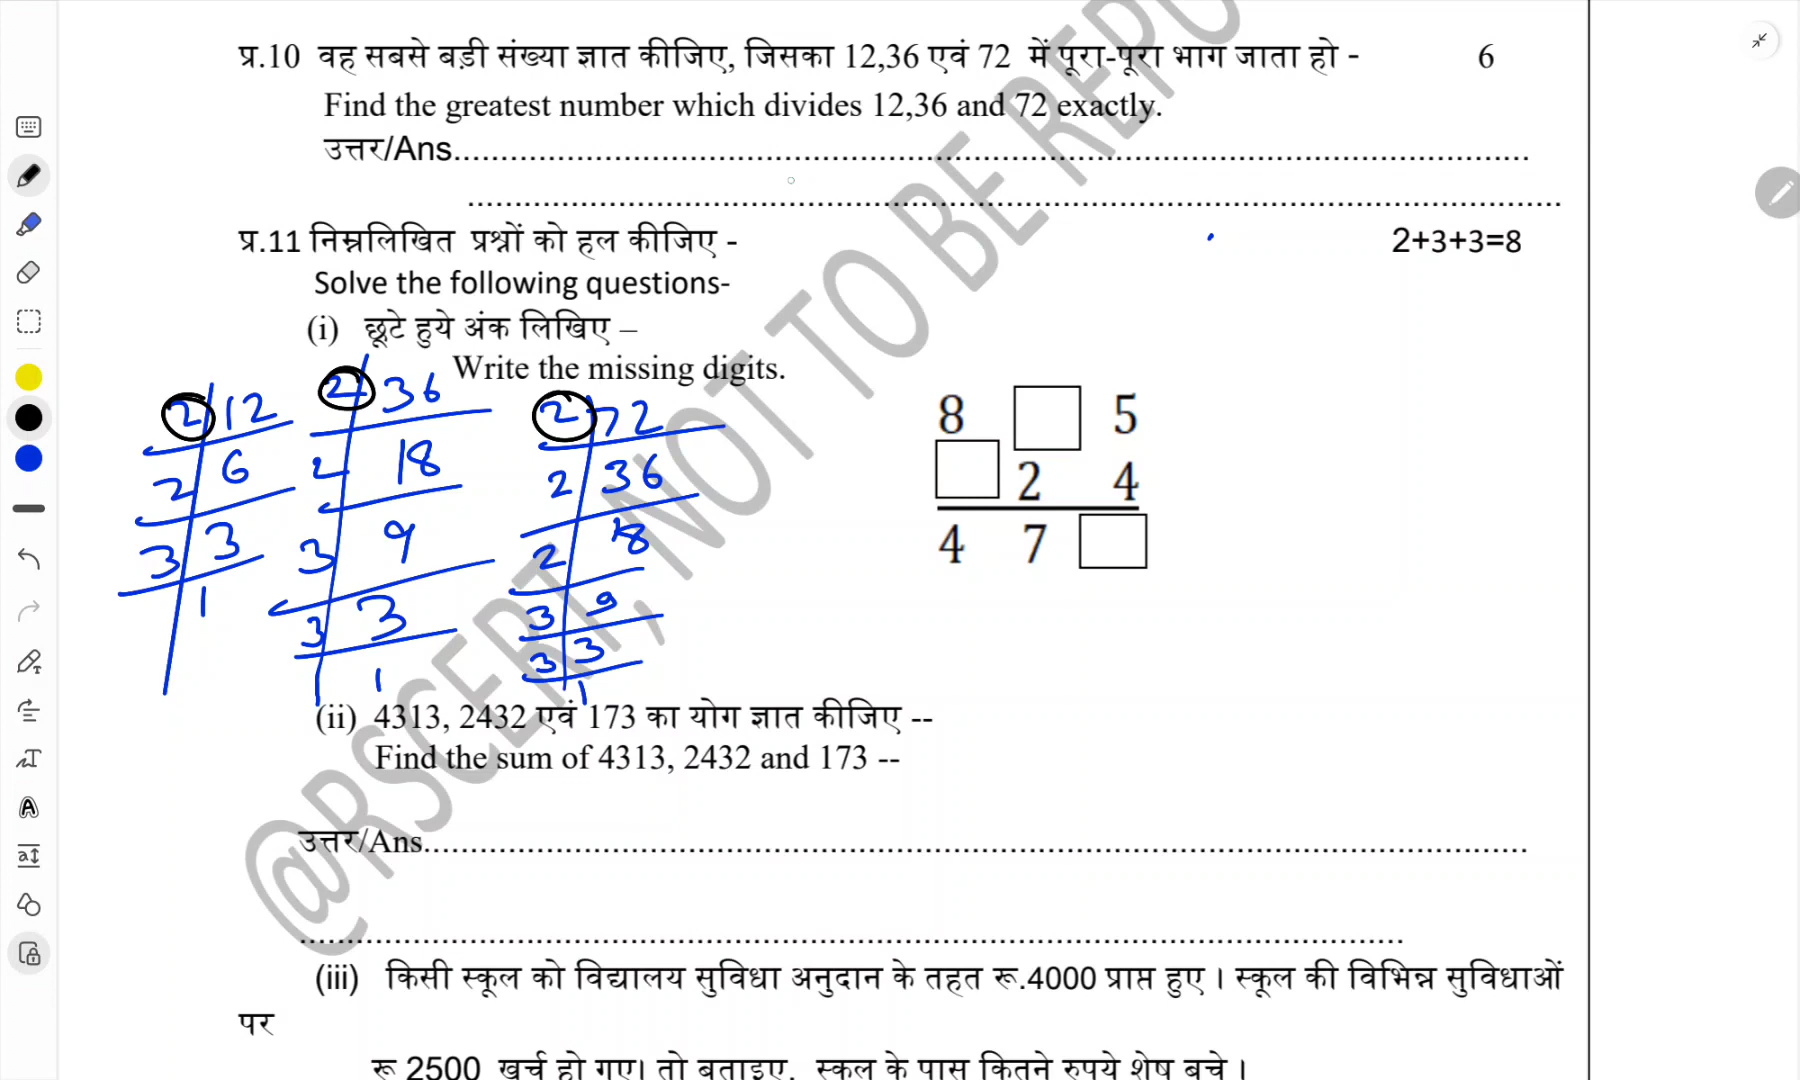 प्र.10 वह सबसे बड़ी संख्या ज्ञात कीजिए, जिसका 12,36 एवं 72 में पूरा-पूरा भाग जाता हो - 6
Find the greatest number which divides 12,36 and 72 exactly.
उत्तर/Ans...............................................................................................................
...............................................................................................................
प्र.11 निम्नलिखित प्रश्नों को हल कीजिए - 2+3+3=8
Solve the following questions-
(i) छूटे हुये अंक लिखिए –
Write the missing digits.
2 12
2 6
3 3
1
2 36
2 18
3 9
3 3
1
2 72
2 36
2 18
3 9
3 3
1
8 5
2 4
4 7
(ii) 4313, 2432 एवं 173 का योग ज्ञात कीजिए --
Find the sum of 4313, 2432 and 173 --
उत्तर/Ans...............................................................................................................
...............................................................................................................
(iii) किसी स्कूल को विद्यालय सुविधा अनुदान के तहत रू.4000 प्राप्त हुए । स्कूल की विभिन्न सुविधाओं
पर
रू 2500 खर्च हो गए। तो बताइए, स्कूल के पास कितने रुपये शेष बचे ।
@RSCERT, NOT TO BE REPU